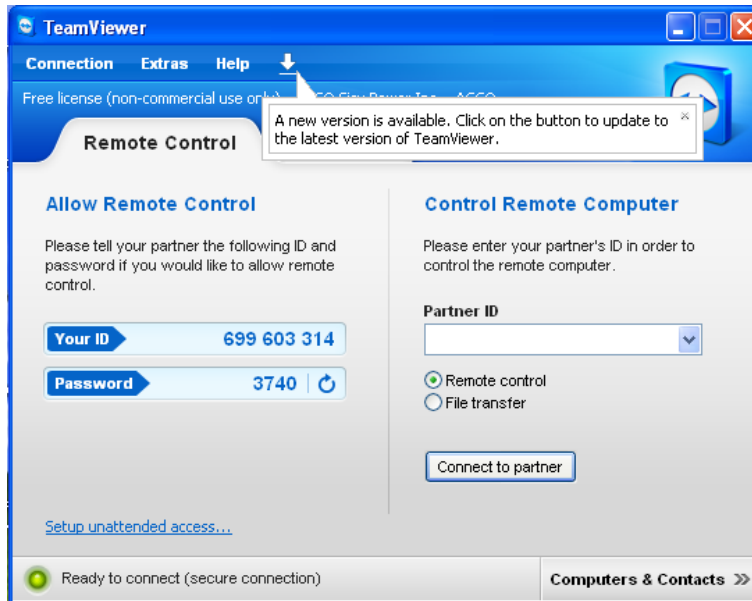 TeamViewer
Connection Extras Help
Free license (non-commercial use only)
A new version is available. Click on the button to update to
the latest version of TeamViewer.
Remote Control
Allow Remote Control
Please tell your partner the following ID and
password if you would like to allow remote
control.
Your ID 699 603 314
Password 3740
Setup unattended access...
Control Remote Computer
Please enter your partner's ID in order to
control the remote computer.
Partner ID
Remote control
File transfer
Connect to partner
Ready to connect (secure connection)
Computers & Contacts >>